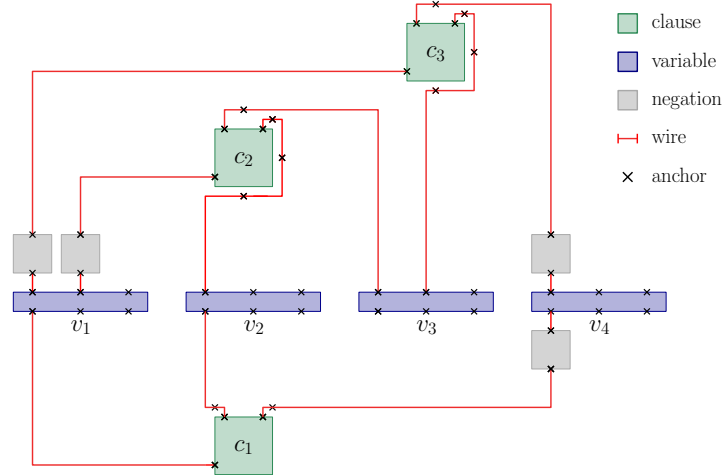 clause
c₃
variable
negation
wire
c₂
anchor
v₁
v₂
v₃
v₄
c₁